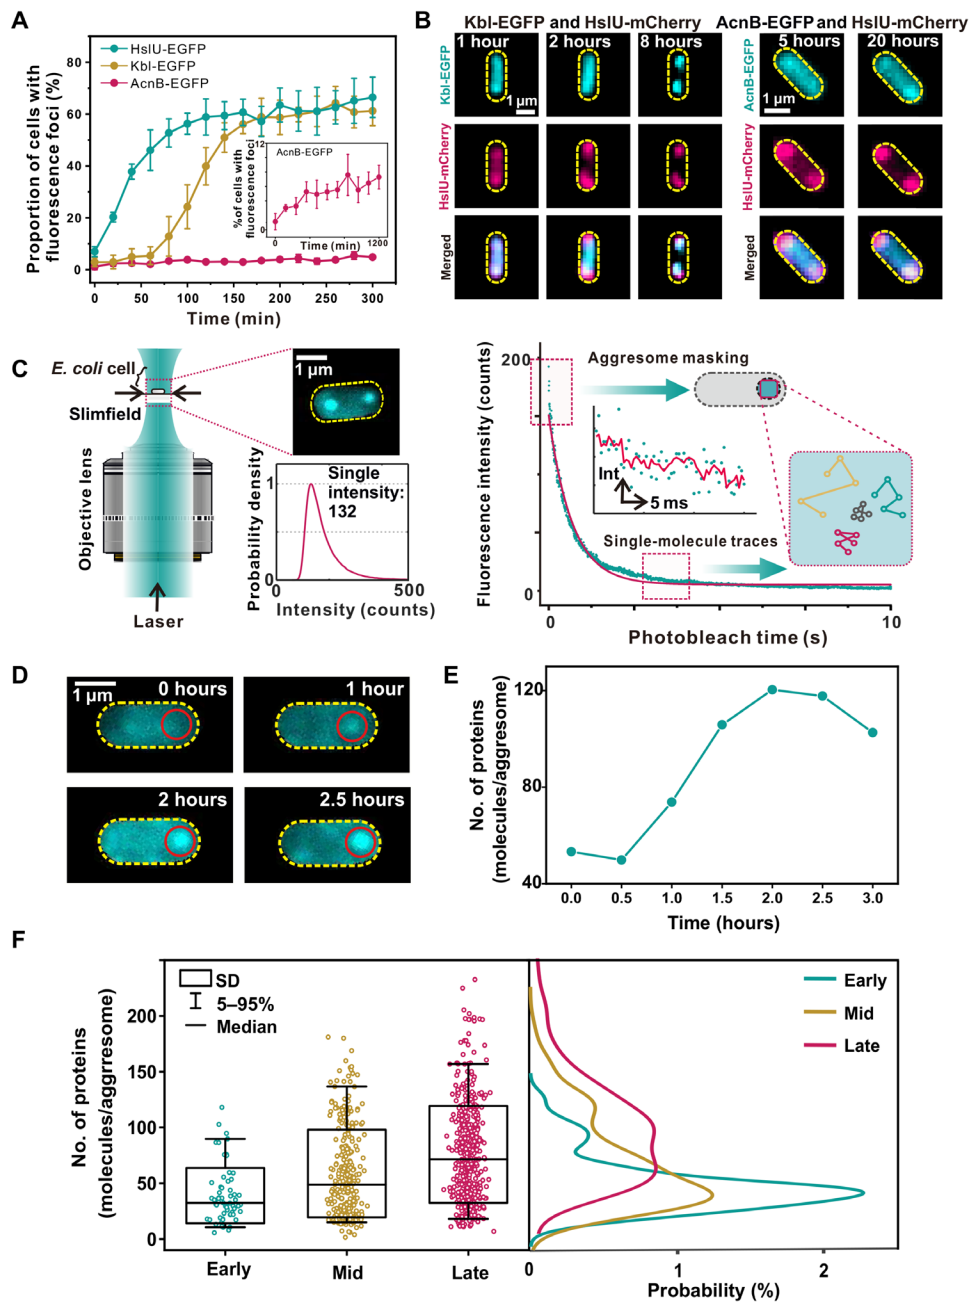 A
HslU-EGFP
Kbl-EGFP
AcnB-EGFP
Proportion of cells with
fluorescence foci (%)
80
60
40
20
0
0 50 100 150 200 250 300
Time (min)
AcnB-EGFP
% of cells with
fluorescence foci
12
6
0
0 Time (min) 1200
B
Kbl-EGFP and HslU-mCherry
AcnB-EGFP and HslU-mCherry
1 hour
2 hours
8 hours
5 hours
20 hours
Kbl-EGFP
1 µm
AcnB-EGFP
1 µm
HslU-mCherry
HslU-mCherry
Merged
Merged
C
E. coli cell
Slimfield
Objective lens
Laser
1 µm
Probability density
1
0
0 500
Intensity (counts)
Single
intensity:
132
Fluorescence intensity (counts)
200
0
0 10
Photobleach time (s)
Aggresome masking
Int
5 ms
Single-molecule traces
D
1 µm
0 hours
1 hour
2 hours
2.5 hours
E
No. of proteins
(molecules/aggresome)
120
80
40
0.0 0.5 1.0 1.5 2.0 2.5 3.0
Time (hours)
F
No. of proteins
(molecules/aggresome)
200
150
100
50
0
SD
5–95%
Median
Early Mid Late
Early
Mid
Late
0 1 2
Probability (%)